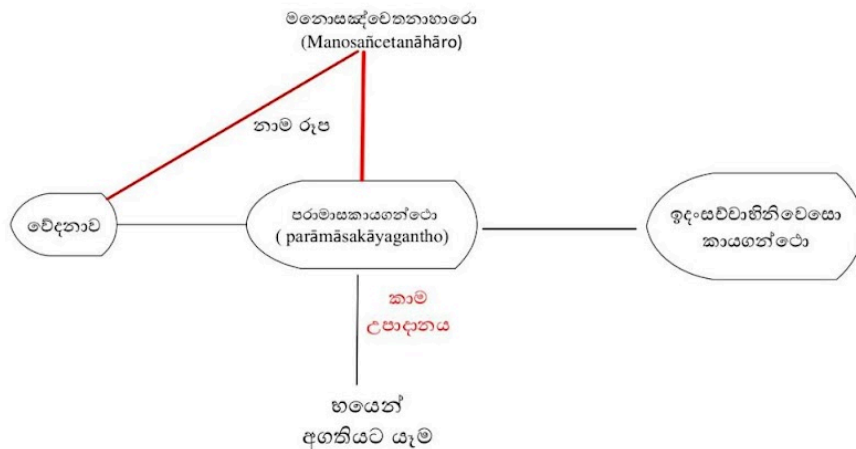 මනොසඤ්චෙතනාහාරො
(Manosañcetanāhāro)
නාම රූප
වේදනාව
පරාමාසකායගන්ථො
( parāmāsakāyagantho)
ඉදංසච්චාභිනිවෙසො
කායගන්ථො
කාම
උපාදානය
භයෙන්
අගතියට යෑම